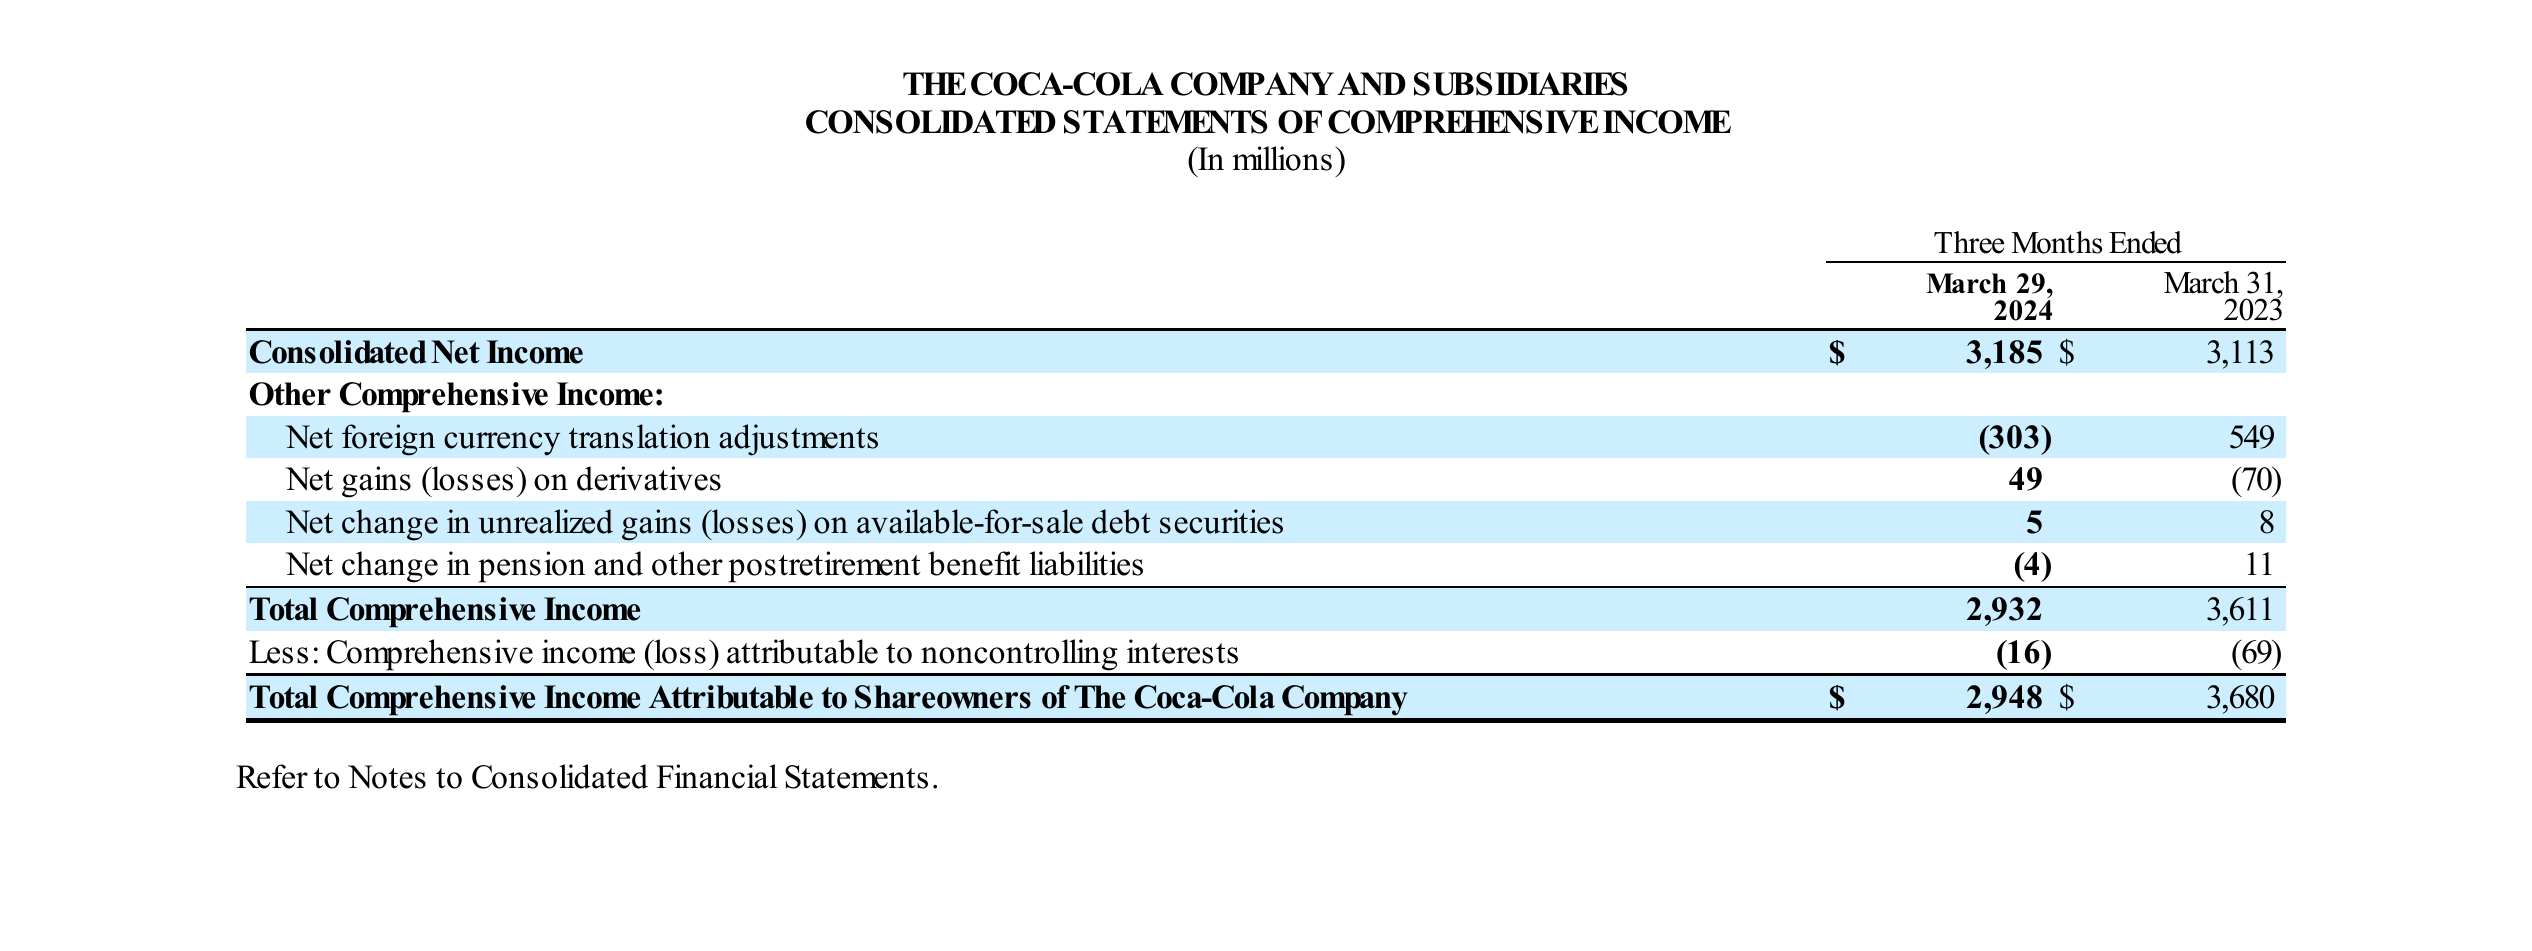 THE COCA-COLA COMPANY AND SUBSIDIARIES
CONSOLIDATED STATEMENTS OF COMPREHENSIVE INCOME
(In millions)
Three Months Ended
March 29, 2024 March 31, 2023
Consolidated Net Income $ 3,185 $ 3,113
Other Comprehensive Income:
Net foreign currency translation adjustments (303) 549
Net gains (losses) on derivatives 49 (70)
Net change in unrealized gains (losses) on available-for-sale debt securities 5 8
Net change in pension and other postretirement benefit liabilities (4) 11
Total Comprehensive Income 2,932 3,611
Less: Comprehensive income (loss) attributable to noncontrolling interests (16) (69)
Total Comprehensive Income Attributable to Shareowners of The Coca-Cola Company $ 2,948 $ 3,680
Refer to Notes to Consolidated Financial Statements.